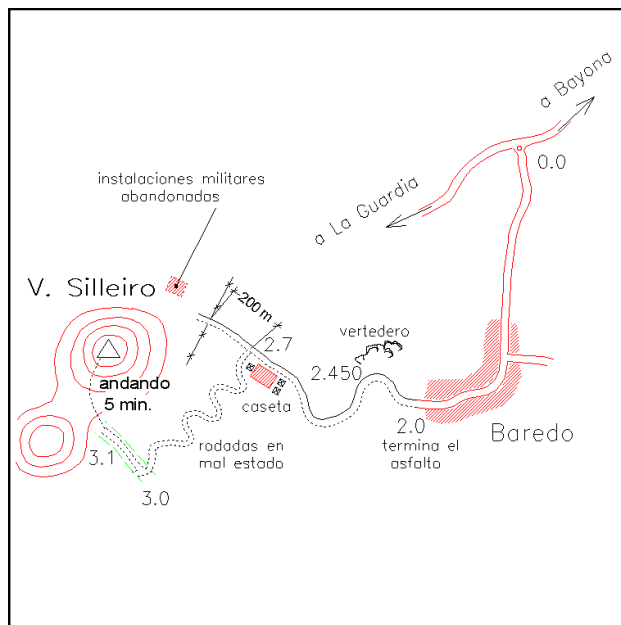 a Bayona
0.0
instalaciones militares
abandonadas
a La Guardia
V. Silleiro
200 m
vertedero
2.7
2.450
andando
5 min.
caseta
2.0
termina el
asfalto
Baredo
rodadas en
mal estado
3.1
3.0